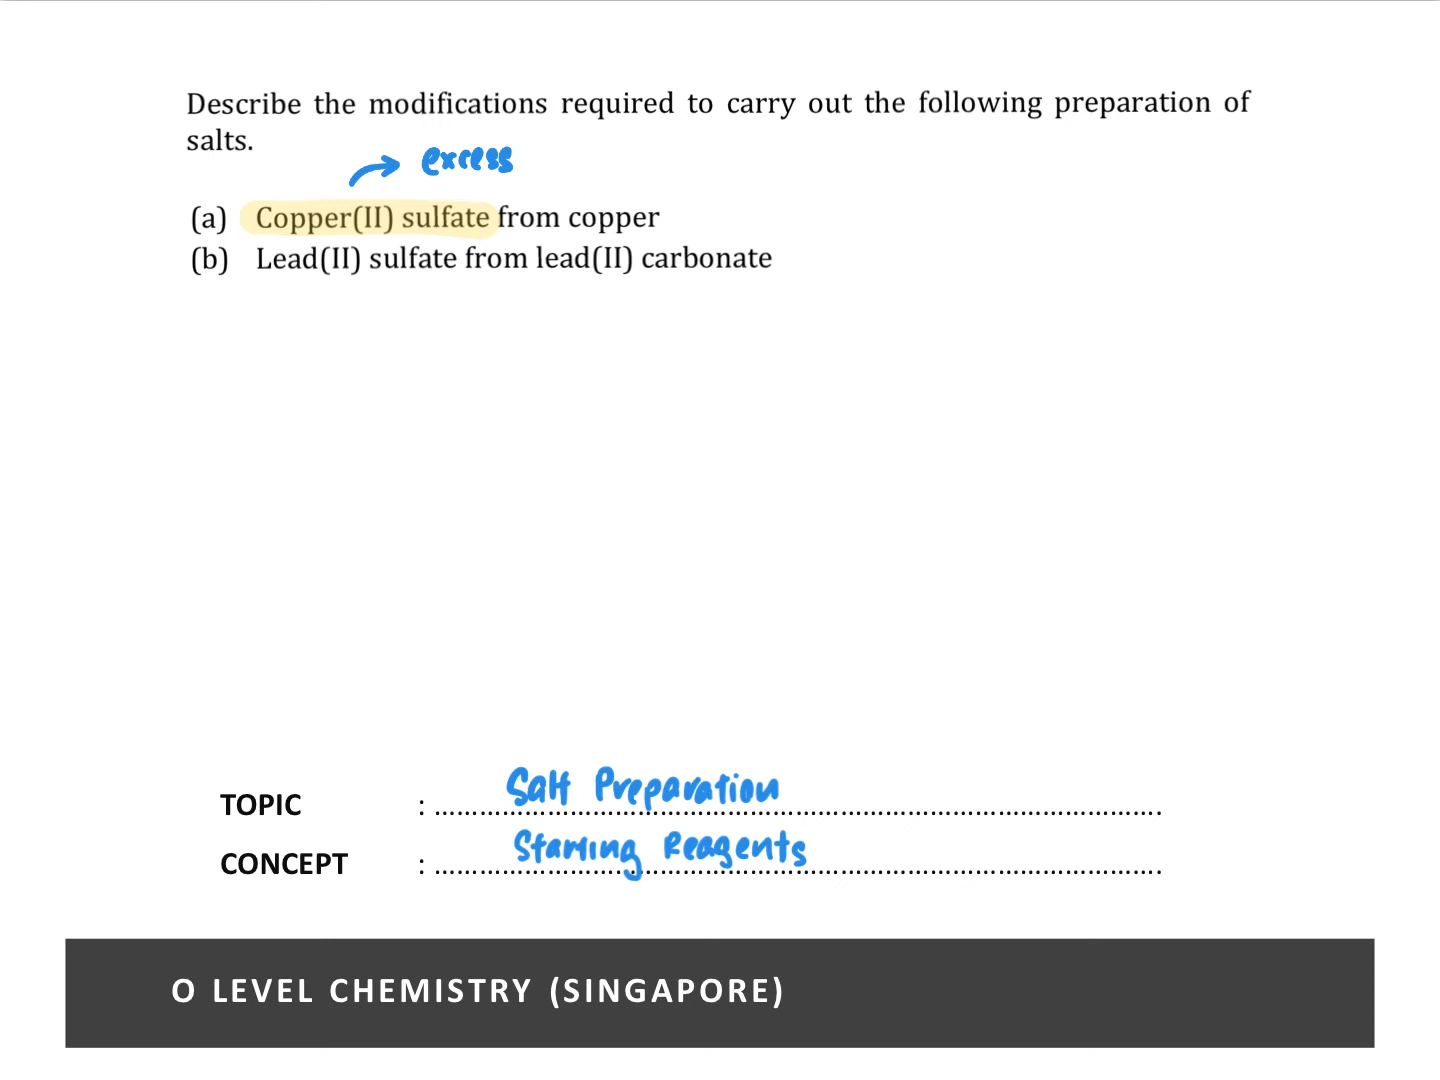 Describe the modifications required to carry out the following preparation of
salts.
excess
(a) Copper(II) sulfate from copper
(b) Lead(II) sulfate from lead(II) carbonate
TOPIC : Salt Preparation
CONCEPT : Starting Reagents
O LEVEL CHEMISTRY (SINGAPORE)